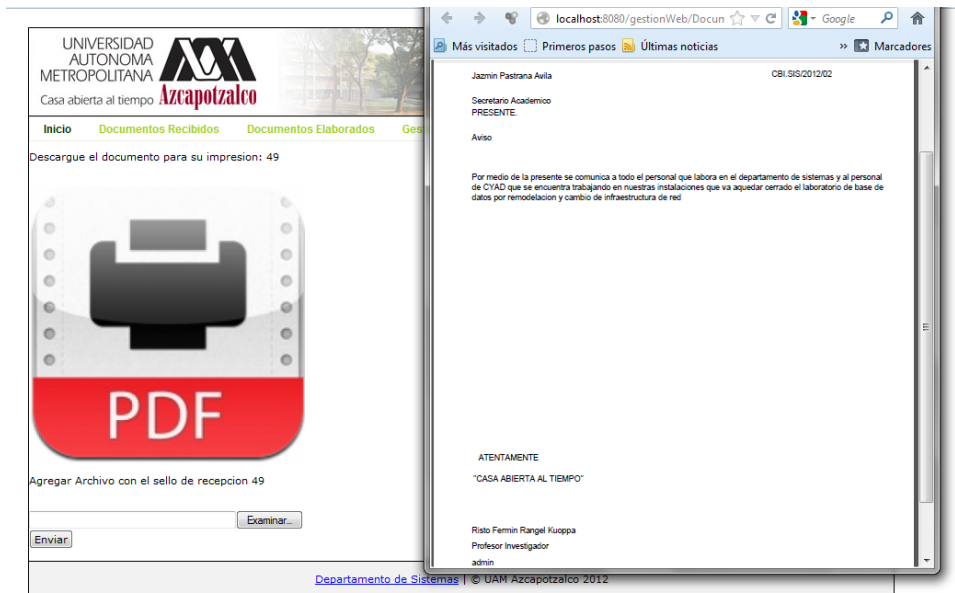 UNIVERSIDAD
AUTONOMA
METROPOLITANA
Casa abierta al tiempo Azcapotzalco
Inicio Documentos Recibidos Documentos Elaborados Ges
Descargue el documento para su impresion: 49
PDF
Agregar Archivo con el sello de recepcion 49
Examinar...
Enviar
Departamento de Sistemas | © UAM Azcapotzalco 2012
localhost:8080/gestionWeb/Docun Google
Más visitados Primeros pasos Últimas noticias » Marcadores
Jazmin Pastrana Avila CBI.SIS/2012/02
Secretario Academico
PRESENTE.
Aviso
Por medio de la presente se comunica a todo el personal que labora en el departamento de sistemas y al personal
de CYAD que se encuentra trabajando en nuestras instalaciones que va aquedar cerrado el laboratorio de base de
datos por remodelacion y cambio de infraestructura de red
ATENTAMENTE
"CASA ABIERTA AL TIEMPO"
Risto Fermin Rangel Kuoppa
Profesor Investigador
admin